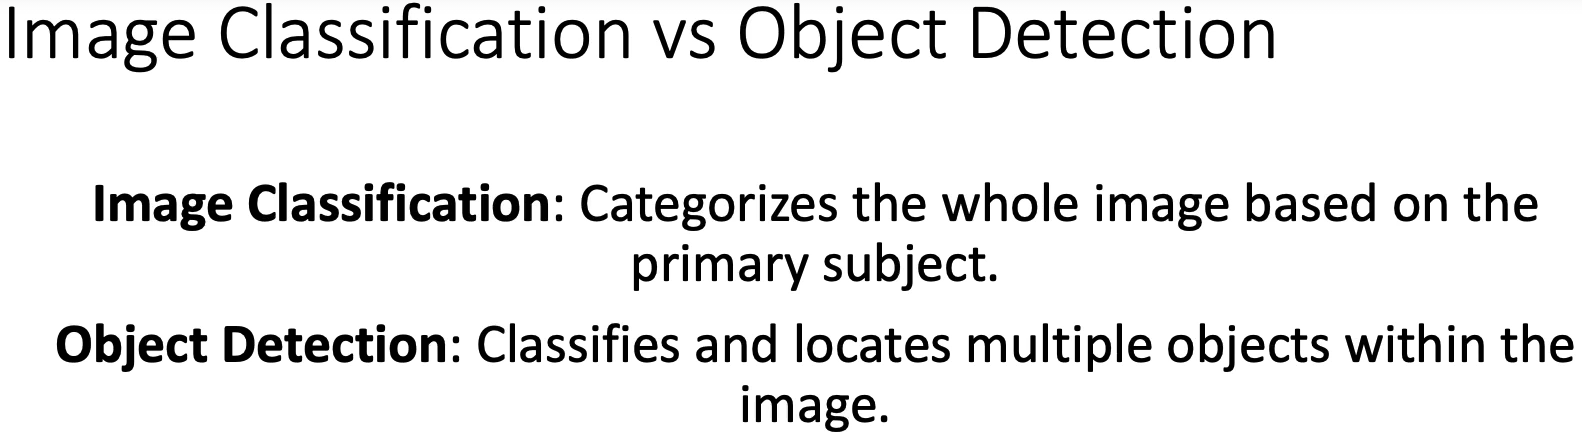 Image Classification vs Object Detection
Image Classification: Categorizes the whole image based on the
primary subject.
Object Detection: Classifies and locates multiple objects within the
image.